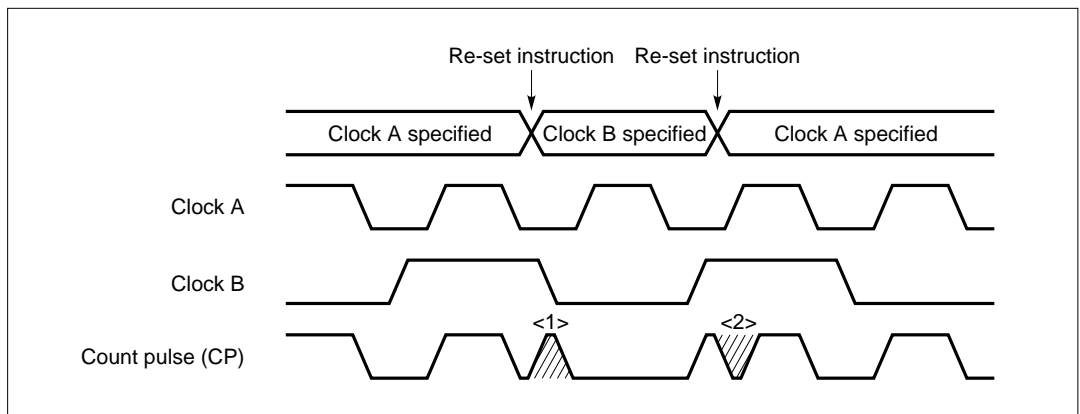 Re-set instruction Re-set instruction
Clock A specified Clock B specified Clock A specified
Clock A
Clock B
<1> <2>
Count pulse (CP)